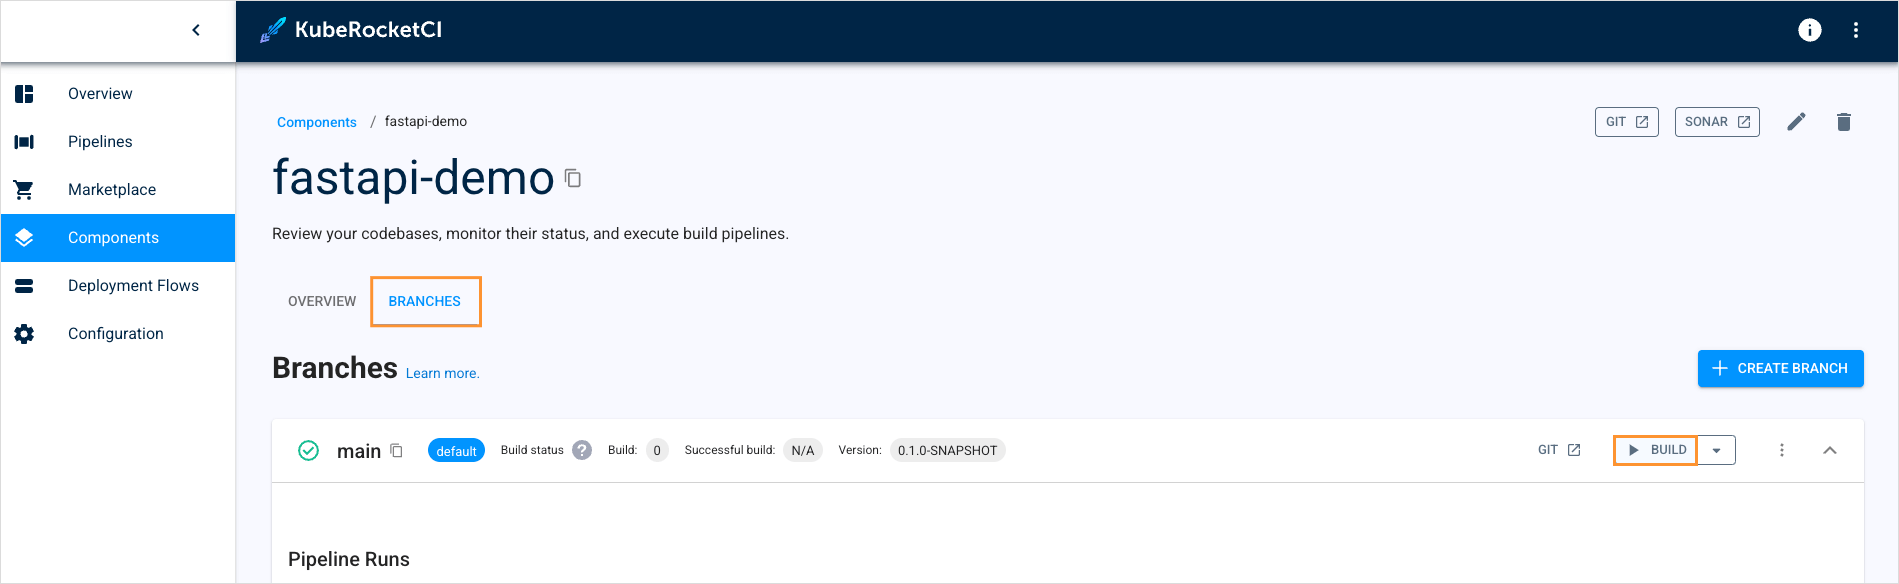 KubeRocketCI
Overview
Pipelines
Marketplace
Components
Deployment Flows
Configuration
Components / fastapi-demo
GIT
SONAR
fastapi-demo
Review your codebases, monitor their status, and execute build pipelines.
OVERVIEW
BRANCHES
Branches Learn more.
CREATE BRANCH
main default Build status ? Build: 0 Successful build: N/A Version: 0.1.0-SNAPSHOT GIT BUILD
Pipeline Runs